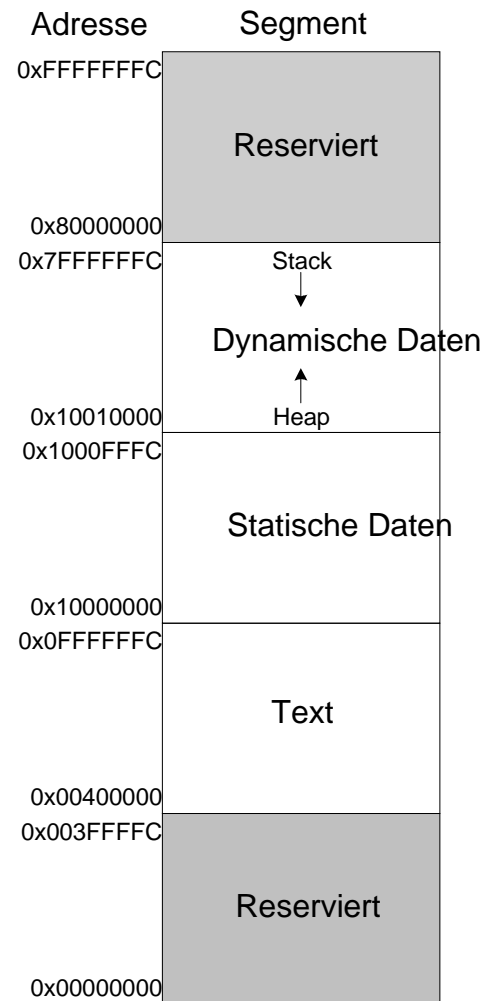 Adresse Segment
0xFFFFFFFC
Reserviert
0x80000000
0x7FFFFFFC Stack
Dynamische Daten
0x10010000 Heap
0x1000FFFC
Statische Daten
0x10000000
0x0FFFFFFC
Text
0x00400000
0x003FFFFC
Reserviert
0x00000000